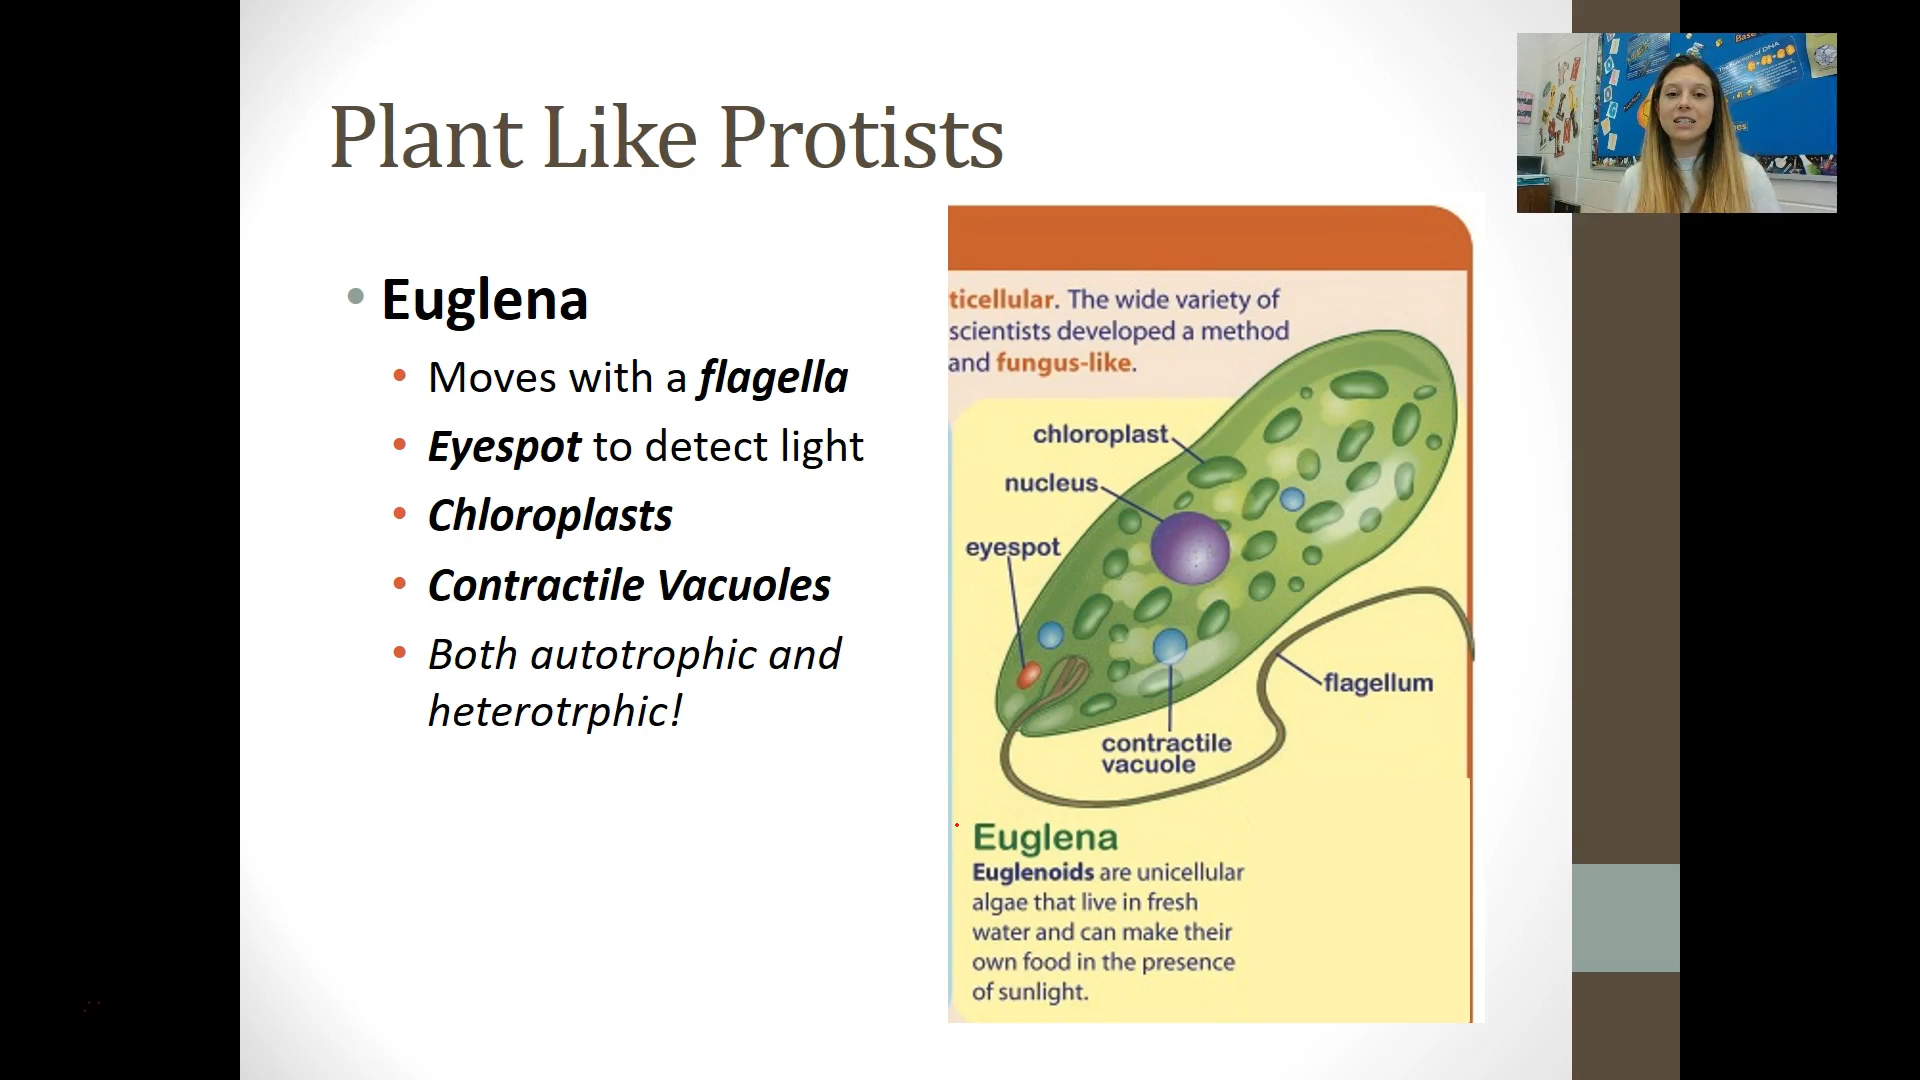 Plant Like Protists
• Euglena
• Moves with a flagella
• Eyespot to detect light
• Chloroplasts
• Contractile Vacuoles
• Both autotrophic and
heterotrphic!
ticellular. The wide variety of
scientists developed a method
and fungus-like.
chloroplast
nucleus
eyespot
flagellum
contractile
vacuole
Euglena
Euglenoids are unicellular
algae that live in fresh
water and can make their
own food in the presence
of sunlight.